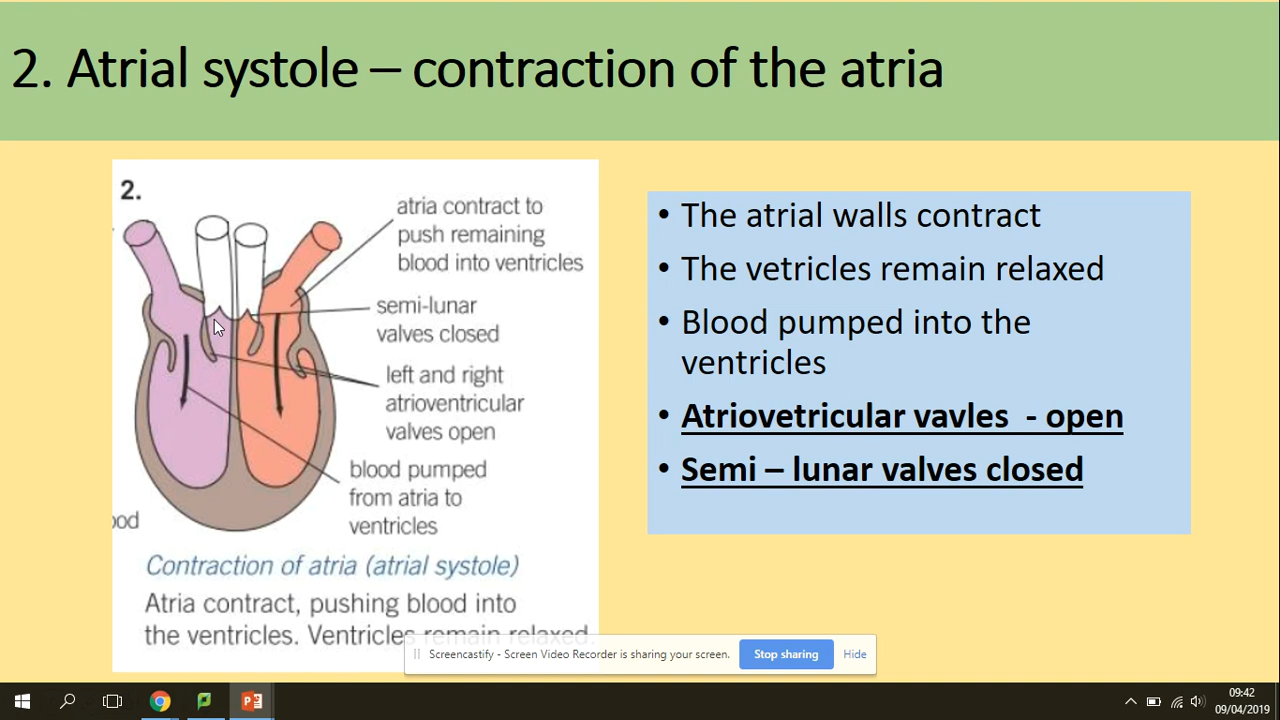 2. Atrial systole – contraction of the atria
2.
atria contract to
push remaining
blood into ventricles
semi-lunar
valves closed
left and right
atrioventricular
valves open
blood pumped
from atria to
ventricles
ood
Contraction of atria (atrial systole)
Atria contract, pushing blood into
the ventricles. Ventricles remain relaxed.
• The atrial walls contract
• The vetricles remain relaxed
• Blood pumped into the
ventricles
• Atriovetricular vavles - open
• Semi – lunar valves closed
Screencastify - Screen Video Recorder is sharing your screen.
Stop sharing
Hide
09:42
09/04/2019